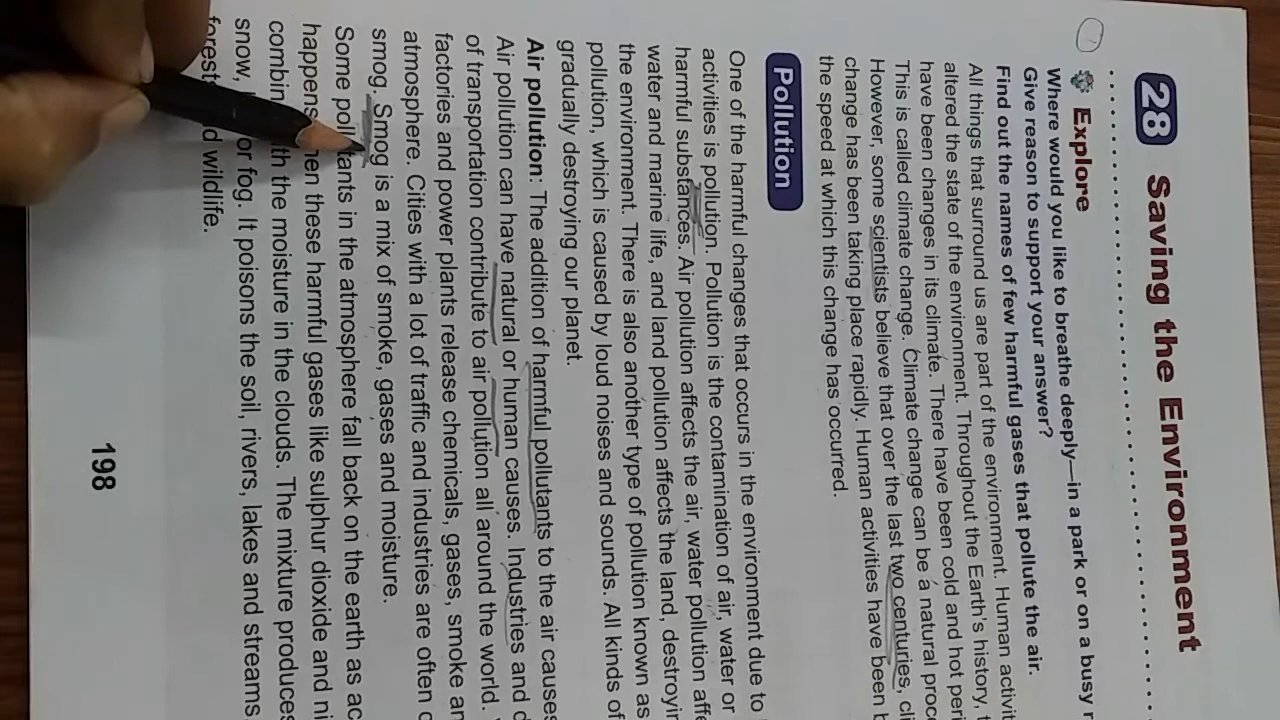 28 Saving the Environment
Explore
Where would you like to breathe deeply—in a park or on a busy
Give reason to support your answer?
Find out the names of few harmful gases that pollute the air.
All things that surround us are part of the environment. Human
altered the state of the environment. Throughout the Earth's history,
have been changes in its climate. There have been cold and hot
This is called climate change. Climate change can be a natural
However, some scientists believe that over the last two centuries,
change has been taking place rapidly. Human activities have been
the speed at which this change has occurred.
Pollution
One of the harmful changes that occurs in the environment due to
activities is pollution. Pollution is the contamination of air, water or
harmful substances. Air pollution affects the air, water pollution
water and marine life, and land pollution affects the land,
the environment. There is also another type of pollution known as
pollution, which is caused by loud noises and sounds. All kinds of
gradually destroying our planet.
Air pollution: The addition of harmful pollutants to the air causes
Air pollution can have natural or human causes. Industries and
of transportation contribute to air pollution all around the world.
factories and power plants release chemicals, gases, smoke
atmosphere. Cities with a lot of traffic and industries are often
smog. Smog is a mix of smoke, gases and moisture.
Some pollutants in the atmosphere fall back on the earth as
happens when these harmful gases like sulphur dioxide and
the moisture in the clouds. The mixture produces
snow, or fog. It poisons the soil, rivers, lakes and streams
wildlife.
198